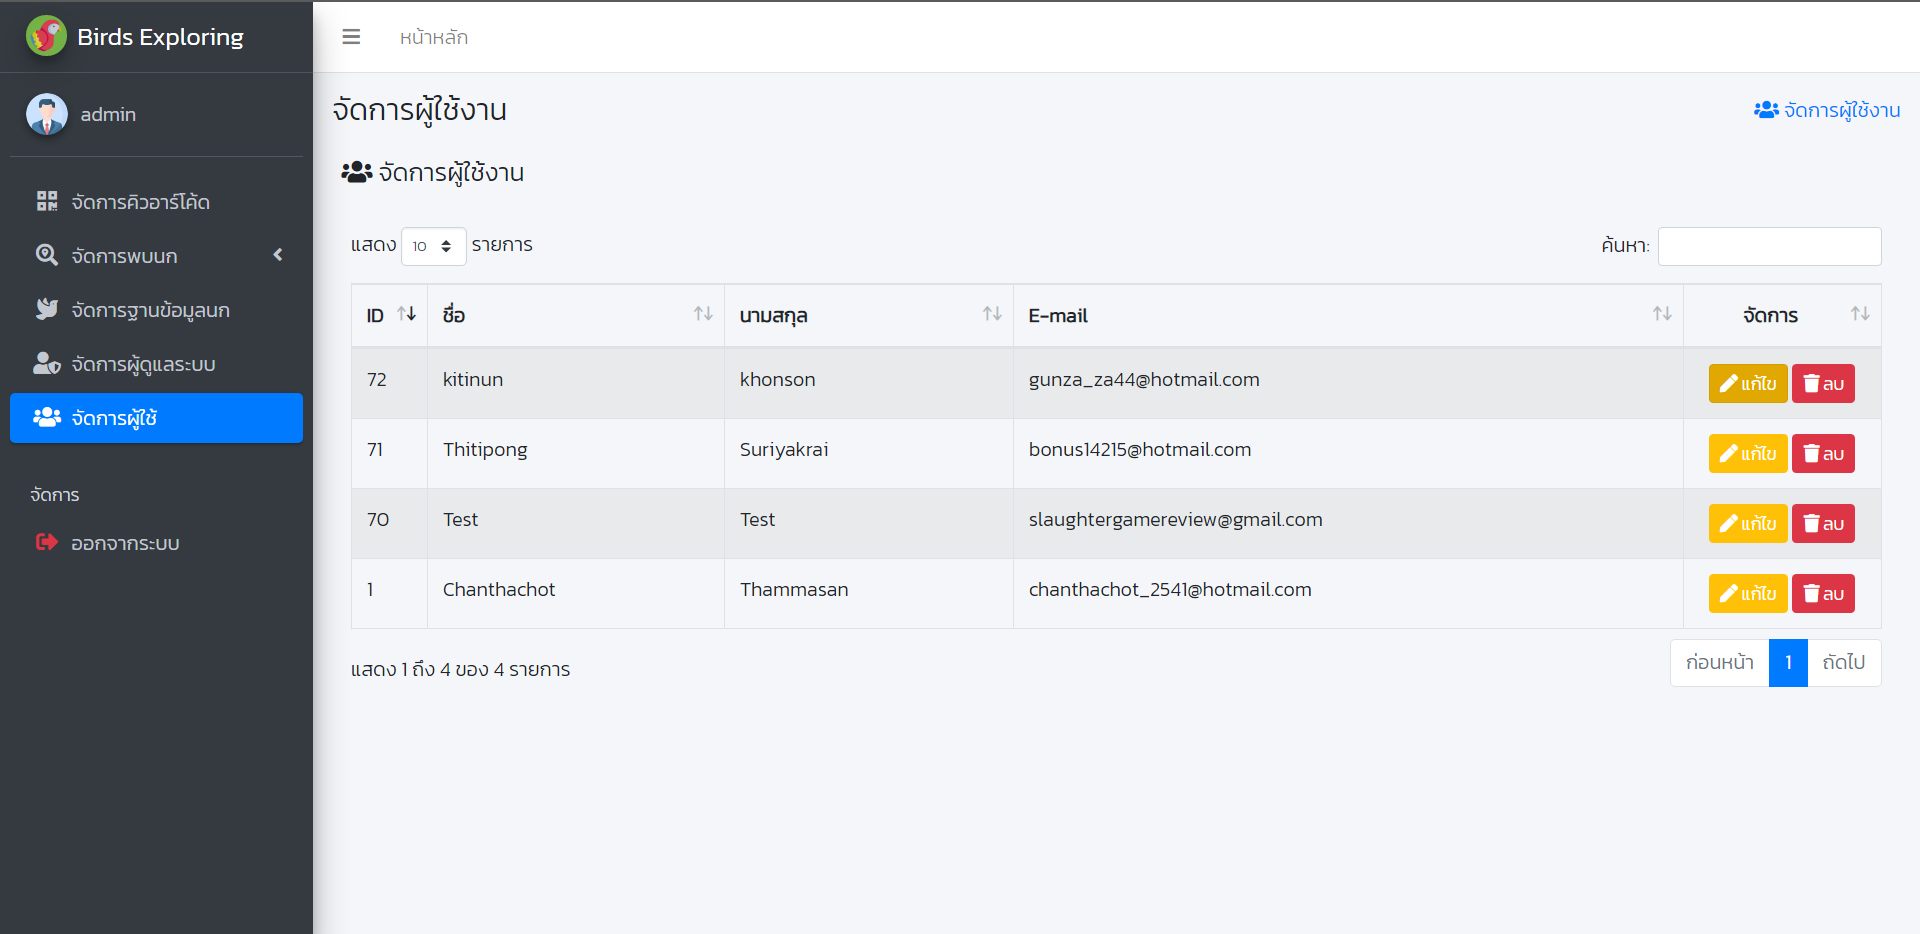 Birds Exploring
หน้าหลัก
admin
จัดการคิวอาร์โค้ด
จัดการพบนก
จัดการฐานข้อมูลนก
จัดการผู้ดูแลระบบ
จัดการผู้ใช้
จัดการ
ออกจากระบบ
จัดการผู้ใช้งาน
จัดการผู้ใช้งาน
จัดการผู้ใช้งาน
แสดง 10 รายการ
ค้นหา:
ID ชื่อ นามสกุล E-mail จัดการ
72 kitinun khonson gunza_za44@hotmail.com แก้ไข ลบ
71 Thitipong Suriyakrai bonus14215@hotmail.com แก้ไข ลบ
70 Test Test slaughtergamereview@gmail.com แก้ไข ลบ
1 Chanthachot Thammasan chanthachot_2541@hotmail.com แก้ไข ลบ
แสดง 1 ถึง 4 ของ 4 รายการ
ก่อนหน้า 1 ถัดไป